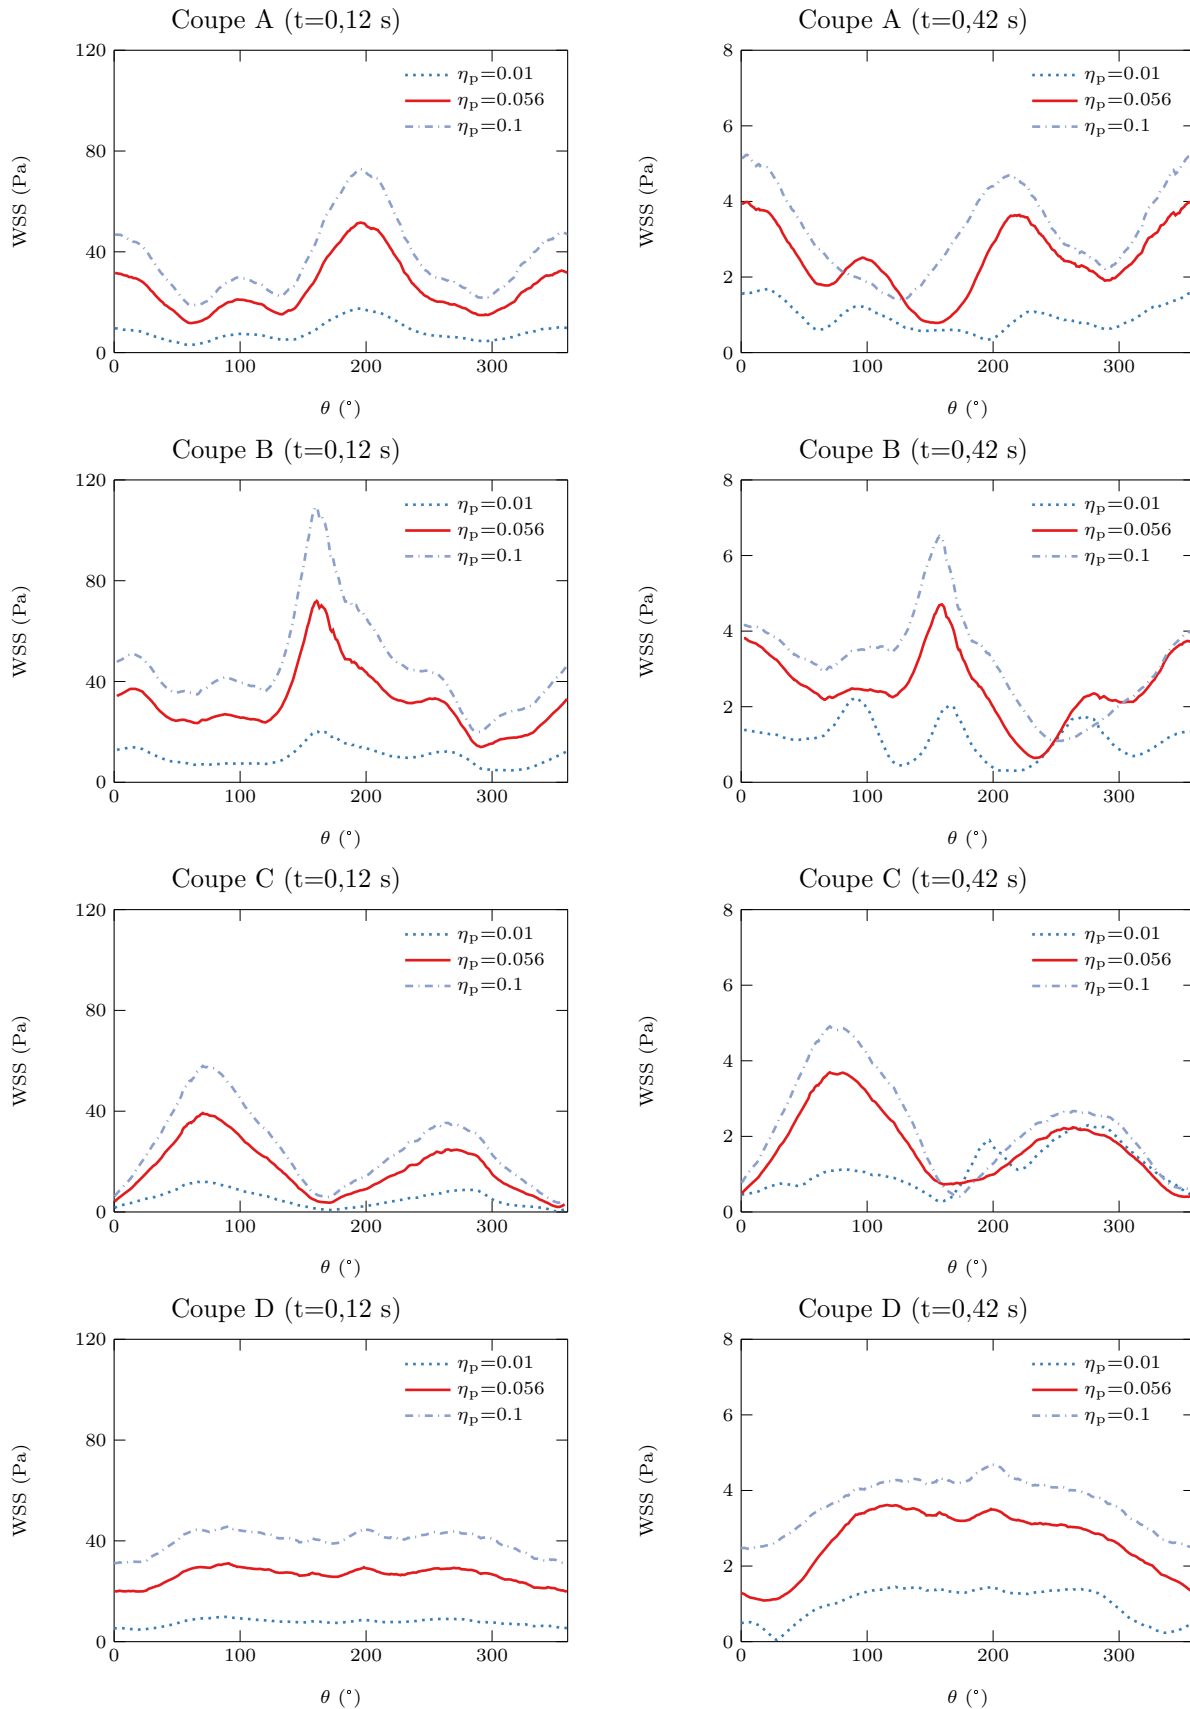 Coupe A (t=0,12 s)
120
80
40
0
0 100 200 300
WSS (Pa)
θ (°)
ηp=0.01
ηp=0.056
ηp=0.1
Coupe A (t=0,42 s)
8
6
4
2
0
0 100 200 300
WSS (Pa)
θ (°)
ηp=0.01
ηp=0.056
ηp=0.1
Coupe B (t=0,12 s)
120
80
40
0
0 100 200 300
WSS (Pa)
θ (°)
ηp=0.01
ηp=0.056
ηp=0.1
Coupe B (t=0,42 s)
8
6
4
2
0
0 100 200 300
WSS (Pa)
θ (°)
ηp=0.01
ηp=0.056
ηp=0.1
Coupe C (t=0,12 s)
120
80
40
0
0 100 200 300
WSS (Pa)
θ (°)
ηp=0.01
ηp=0.056
ηp=0.1
Coupe C (t=0,42 s)
8
6
4
2
0
0 100 200 300
WSS (Pa)
θ (°)
ηp=0.01
ηp=0.056
ηp=0.1
Coupe D (t=0,12 s)
120
80
40
0
0 100 200 300
WSS (Pa)
θ (°)
ηp=0.01
ηp=0.056
ηp=0.1
Coupe D (t=0,42 s)
8
6
4
2
0
0 100 200 300
WSS (Pa)
θ (°)
ηp=0.01
ηp=0.056
ηp=0.1